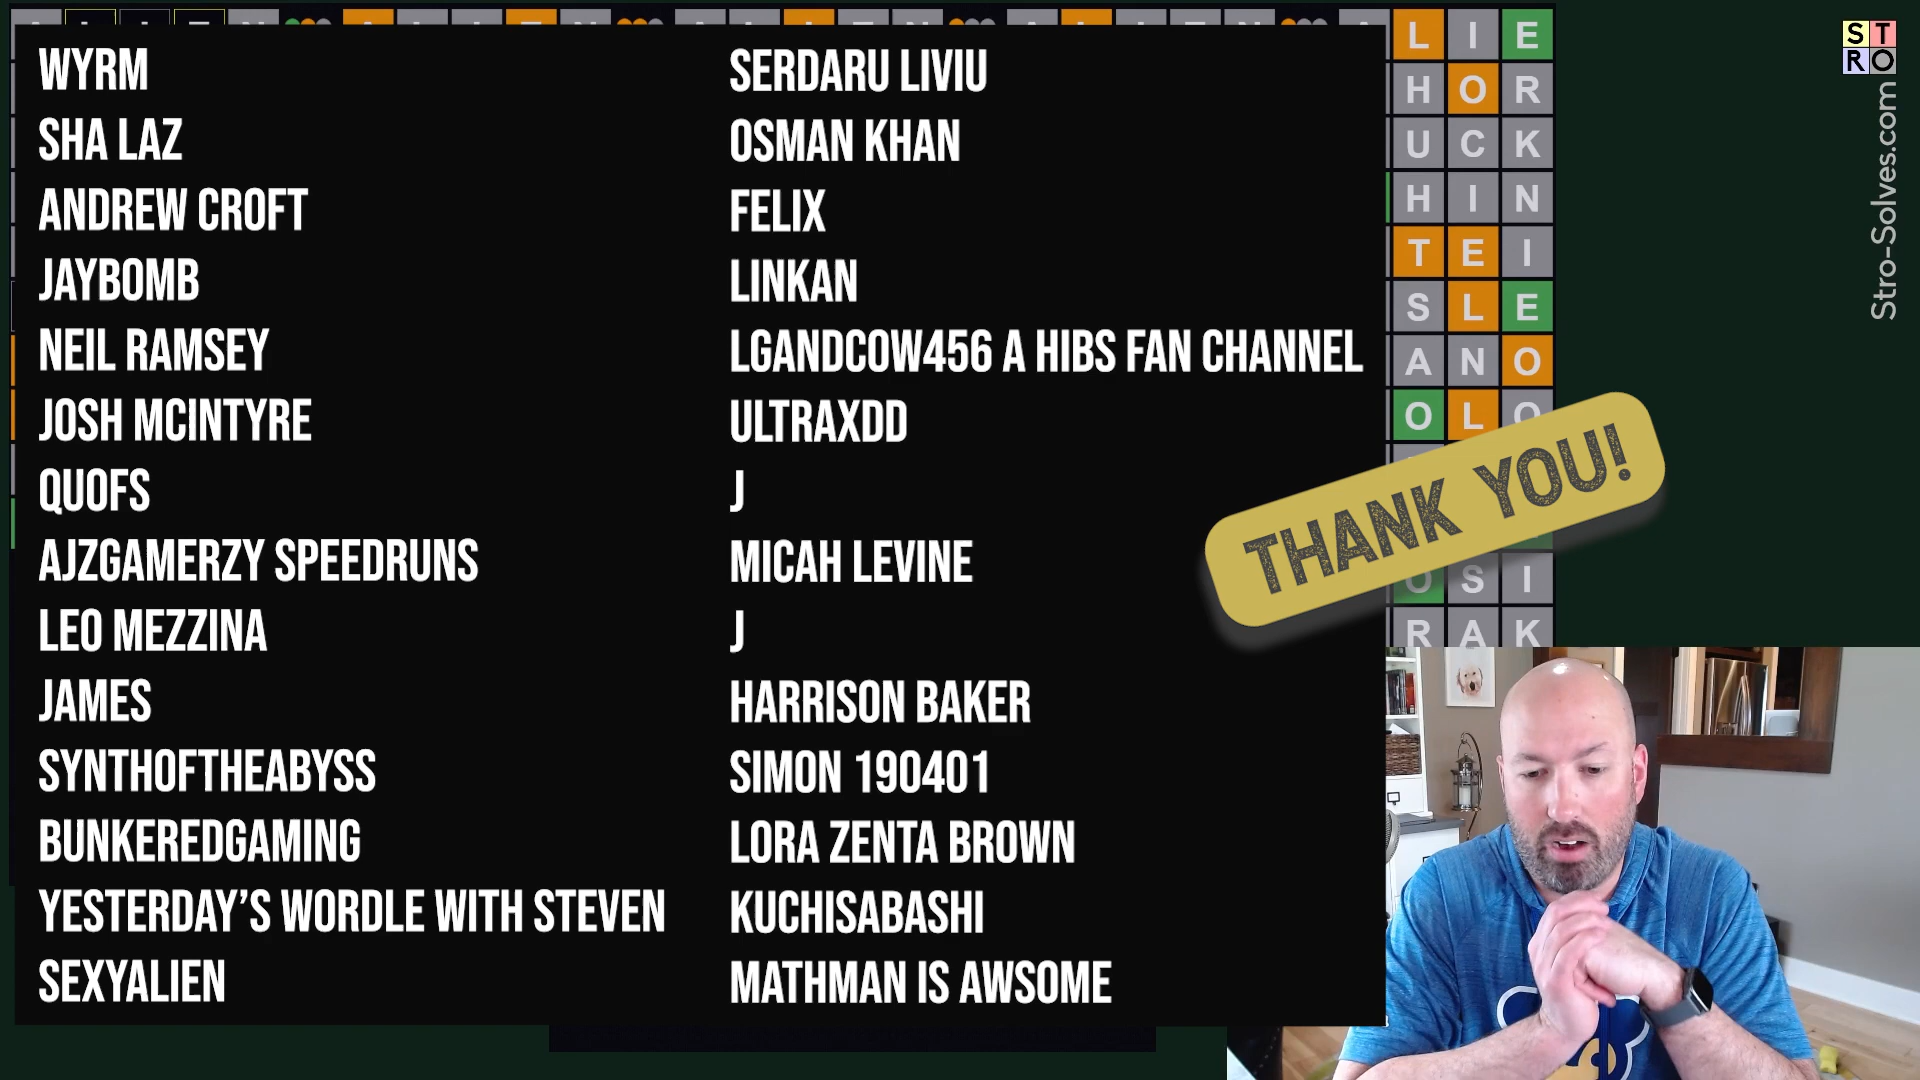 WYRM
SHA LAZ
ANDREW CROFT
JAYBOMB
NEIL RAMSEY
JOSH MCINTYRE
QUOFS
AJZGAMERZY SPEEDRUNS
LEO MEZZINA
JAMES
SYNTHOFTHEABYSS
BUNKEREDGAMING
YESTERDAY’S WORDLE WITH STEVEN
SEXYALIEN
SERDARU LIVIU
OSMAN KHAN
FELIX
LINKAN
LGANDCOW456 A HIBS FAN CHANNEL
ULTRAXDD
J
MICAH LEVINE
J
HARRISON BAKER
SIMON 190401
LORA ZENTA BROWN
KUCHISABASHI
MATHMAN IS AWSOME
L I E
H O R
U C K
H I N
T E I
S L E
A N O
O L O
O S I
R A K
THANK YOU!
ST
RO
Stro-Solves.com